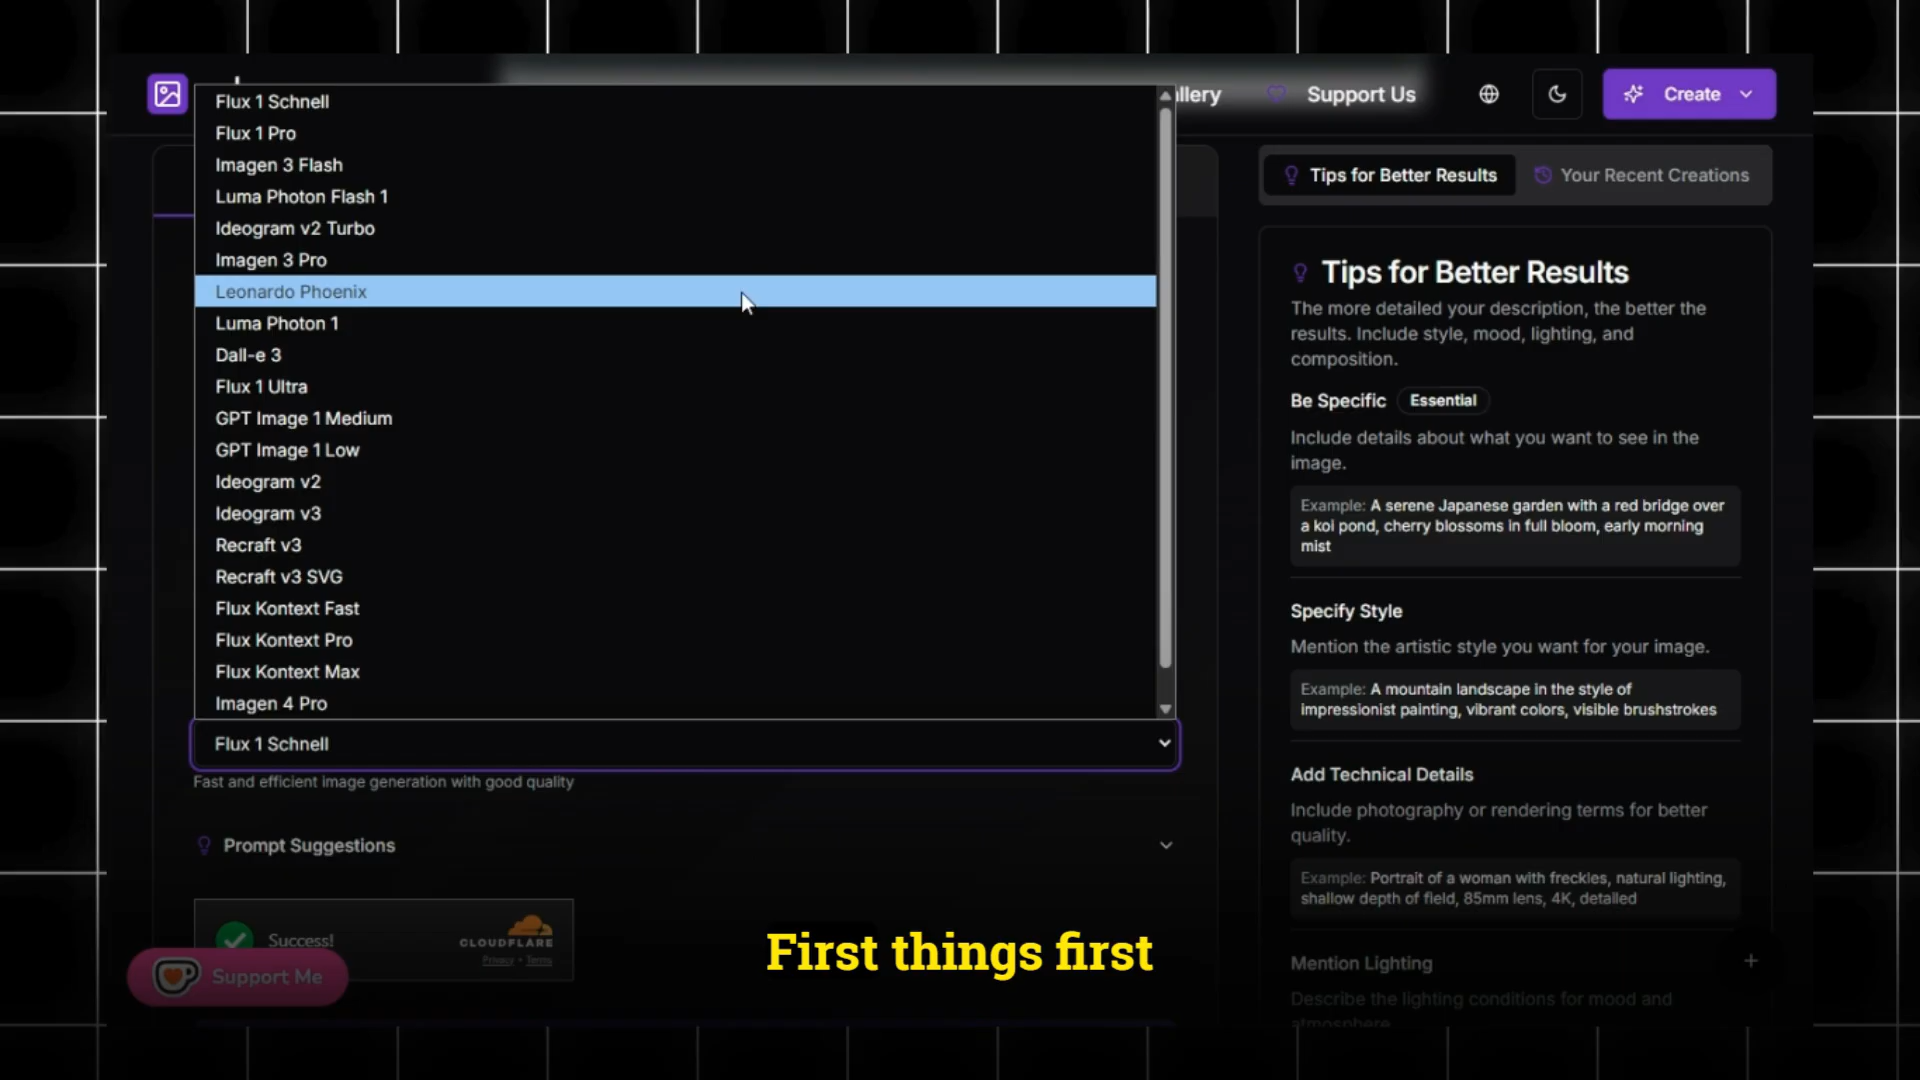 llery
Support Us
Create
Flux 1 Schnell
Flux 1 Pro
Imagen 3 Flash
Luma Photon Flash 1
Ideogram v2 Turbo
Imagen 3 Pro
Leonardo Phoenix
Luma Photon 1
Dall-e 3
Flux 1 Ultra
GPT Image 1 Medium
GPT Image 1 Low
Ideogram v2
Ideogram v3
Recraft v3
Recraft v3 SVG
Flux Kontext Fast
Flux Kontext Pro
Flux Kontext Max
Imagen 4 Pro
Flux 1 Schnell
Fast and efficient image generation with good quality
Prompt Suggestions
Success!
CLOUDFLARE
Privacy • Terms
Support Me
First things first
Tips for Better Results
Your Recent Creations
Tips for Better Results
The more detailed your description, the better the
results. Include style, mood, lighting, and
composition.
Be Specific
Essential
Include details about what you want to see in the
image.
Example: A serene Japanese garden with a red bridge over
a koi pond, cherry blossoms in full bloom, early morning
mist
Specify Style
Mention the artistic style you want for your image.
Example: A mountain landscape in the style of
impressionist painting, vibrant colors, visible brushstrokes
Add Technical Details
Include photography or rendering terms for better
quality.
Example: Portrait of a woman with freckles, natural lighting,
shallow depth of field, 85mm lens, 4K, detailed
Mention Lighting
Describe the lighting conditions for mood and
atmosphere